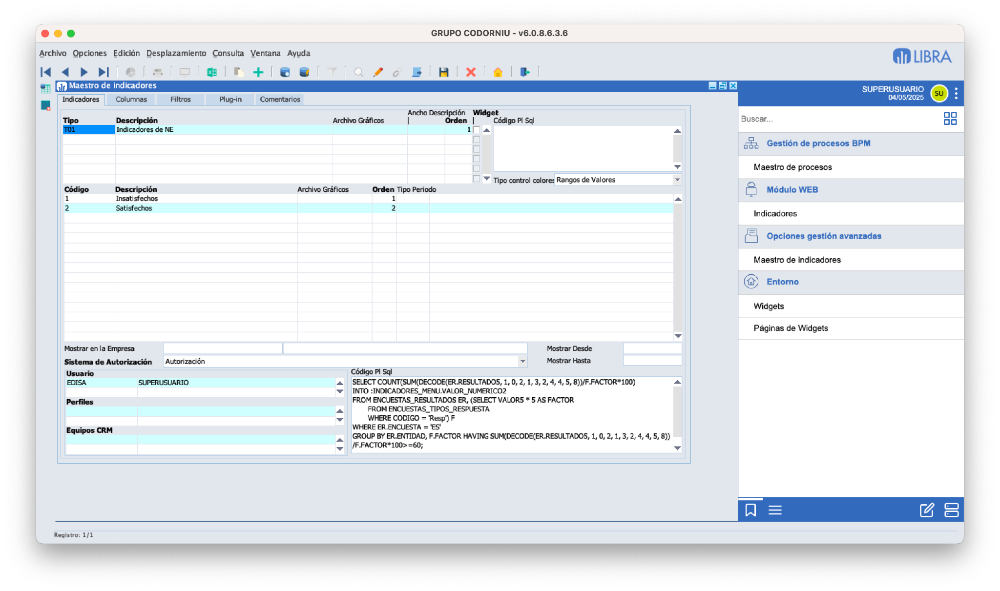 GRUPO CODORNIU - v6.0.8.6.3.6
Archivo Opciones Edición Desplazamiento Consulta Ventana Ayuda
LIBRA
Maestro de indicadores
SUPERUSUARIO
04/05/2025
SU
Indicadores Columnas Filtros Plug-in Comentarios
Buscar...
Ancho Descripción Widget
Tipo Descripción Archivo Gráficos Orden Código Pl Sql
T01 Indicadores de NE 1
Tipo control colores Rangos de Valores
Código Descripción Archivo Gráficos Orden Tipo Periodo
1 Insatisfechos 1
2 Satisfechos 2
Mostrar en la Empresa Mostrar Desde
Sistema de Autorización Autorización Mostrar Hasta
Usuario
EDISA SUPERUSUARIO
Perfiles
Equipos CRM
Código Pl Sql
SELECT COUNT(SUM(DECODE(ER.RESULTADO5, 1, 0, 2, 1, 3, 2, 4, 4, 5, 8))/F.FACTOR*100)
INTO :INDICADORES_MENU.VALOR_NUMERICO2
FROM ENCUESTAS_RESULTADOS ER, (SELECT VALOR5 * 5 AS FACTOR
FROM ENCUESTAS_TIPOS_RESPUESTA
WHERE CODIGO = 'Resp') F
WHERE ER.ENCUESTA = 'ES'
GROUP BY ER.ENTIDAD, F.FACTOR HAVING SUM(DECODE(ER.RESULTADO5, 1, 0, 2, 1, 3, 2, 4, 4, 5, 8))
/F.FACTOR*100>=60;
Gestión de procesos BPM
Maestro de procesos
Módulo WEB
Indicadores
Opciones gestión avanzadas
Maestro de indicadores
Entorno
Widgets
Páginas de Widgets
Registro: 1/1